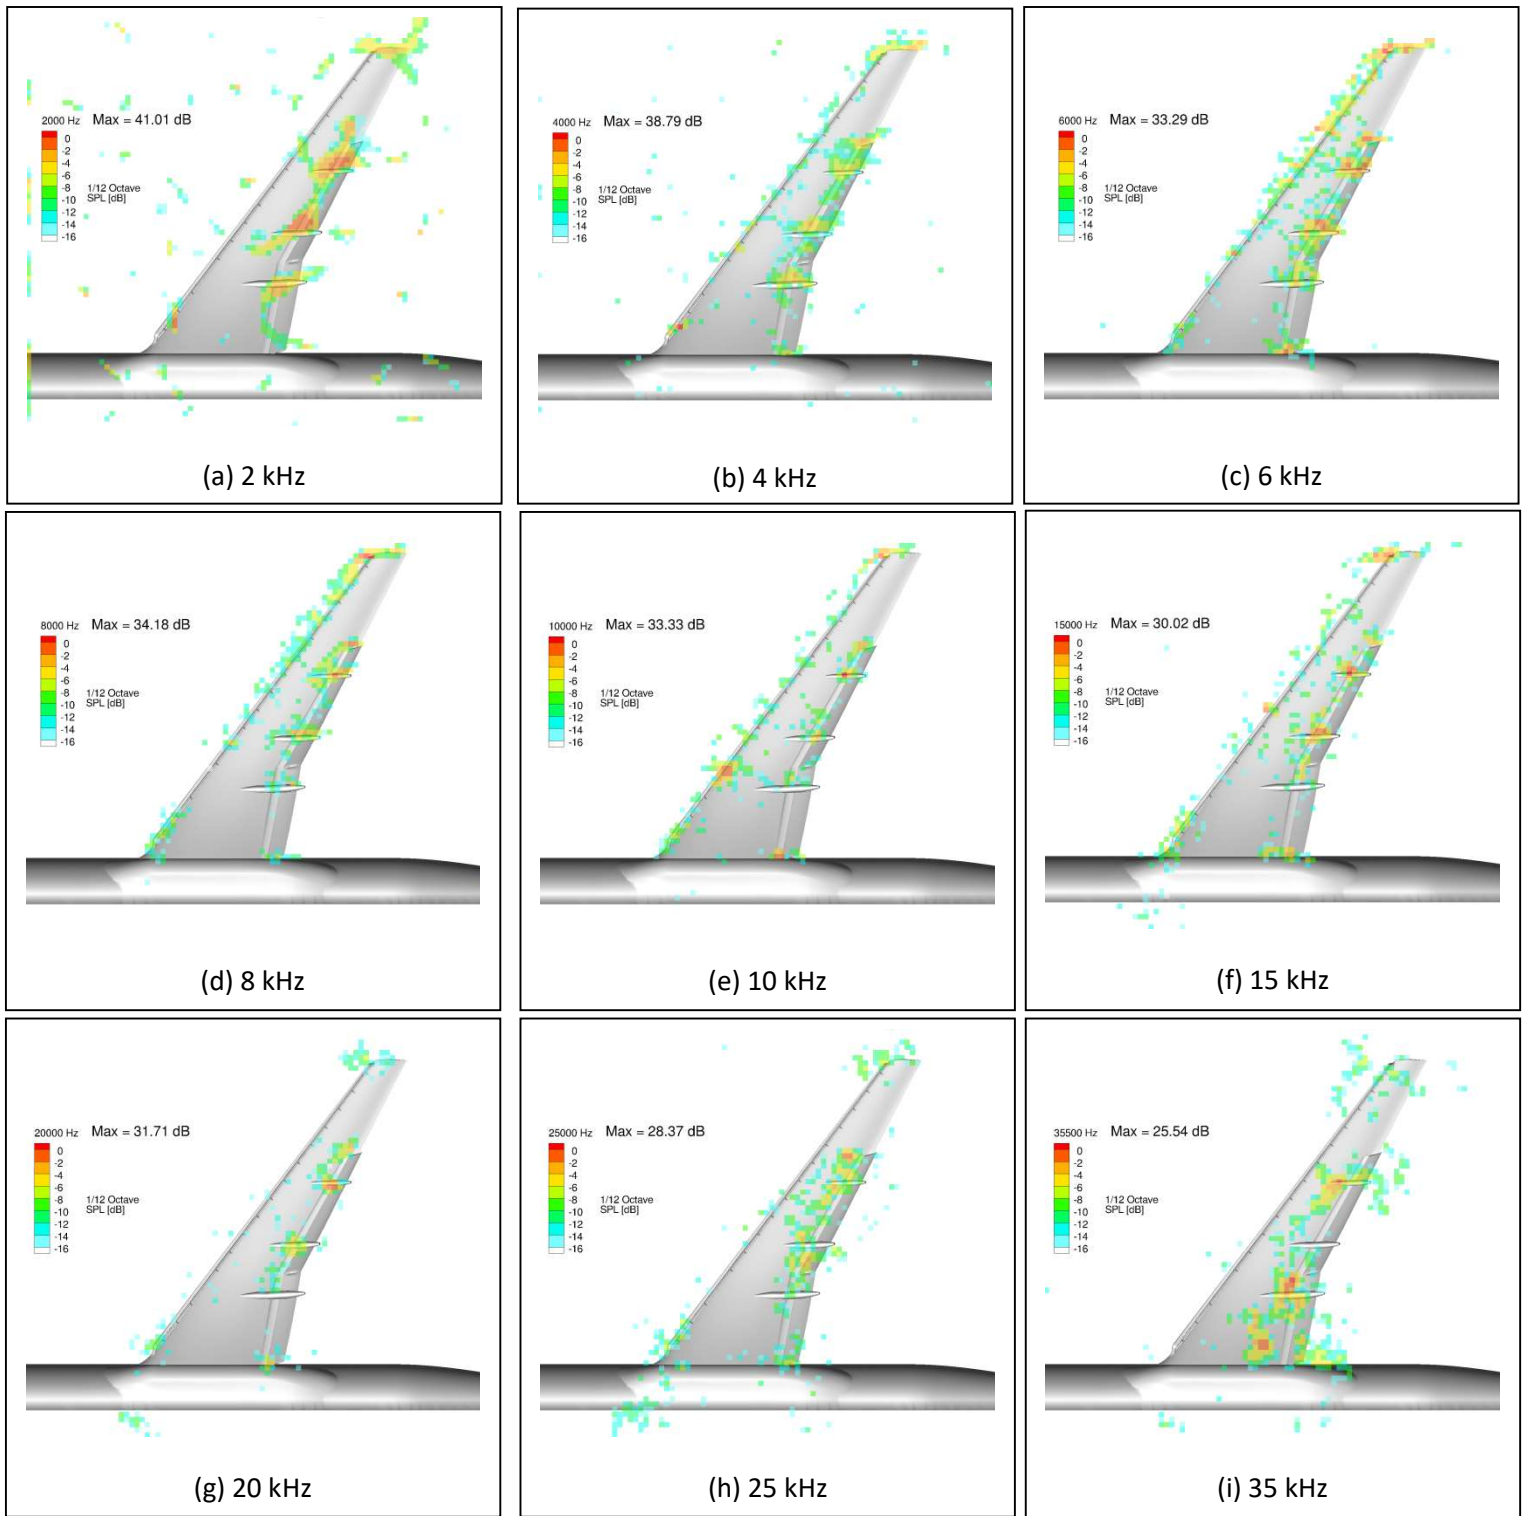 2000 Hz Max = 41.01 dB
0
-2
-4
-6
-8
-10
-12
-14
-16
1/12 Octave
SPL [dB]
(a) 2 kHz
4000 Hz Max = 38.79 dB
0
-2
-4
-6
-8
-10
-12
-14
-16
1/12 Octave
SPL [dB]
(b) 4 kHz
6000 Hz Max = 33.29 dB
0
-2
-4
-6
-8
-10
-12
-14
-16
1/12 Octave
SPL [dB]
(c) 6 kHz
8000 Hz Max = 34.18 dB
0
-2
-4
-6
-8
-10
-12
-14
-16
1/12 Octave
SPL [dB]
(d) 8 kHz
10000 Hz Max = 33.33 dB
0
-2
-4
-6
-8
-10
-12
-14
-16
1/12 Octave
SPL [dB]
(e) 10 kHz
15000 Hz Max = 30.02 dB
0
-2
-4
-6
-8
-10
-12
-14
-16
1/12 Octave
SPL [dB]
(f) 15 kHz
20000 Hz Max = 31.71 dB
0
-2
-4
-6
-8
-10
-12
-14
-16
1/12 Octave
SPL [dB]
(g) 20 kHz
25000 Hz Max = 28.37 dB
0
-2
-4
-6
-8
-10
-12
-14
-16
1/12 Octave
SPL [dB]
(h) 25 kHz
35500 Hz Max = 25.54 dB
0
-2
-4
-6
-8
-10
-12
-14
-16
1/12 Octave
SPL [dB]
(i) 35 kHz